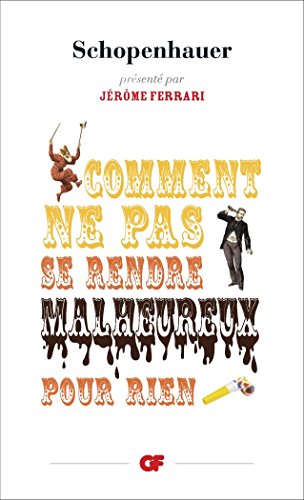 Schopenhauer
présenté par
JÉRÔME FERRARI
COMMENT
NE PAS
SE RENDRE
MALHEUREUX
POUR RIEN
GF